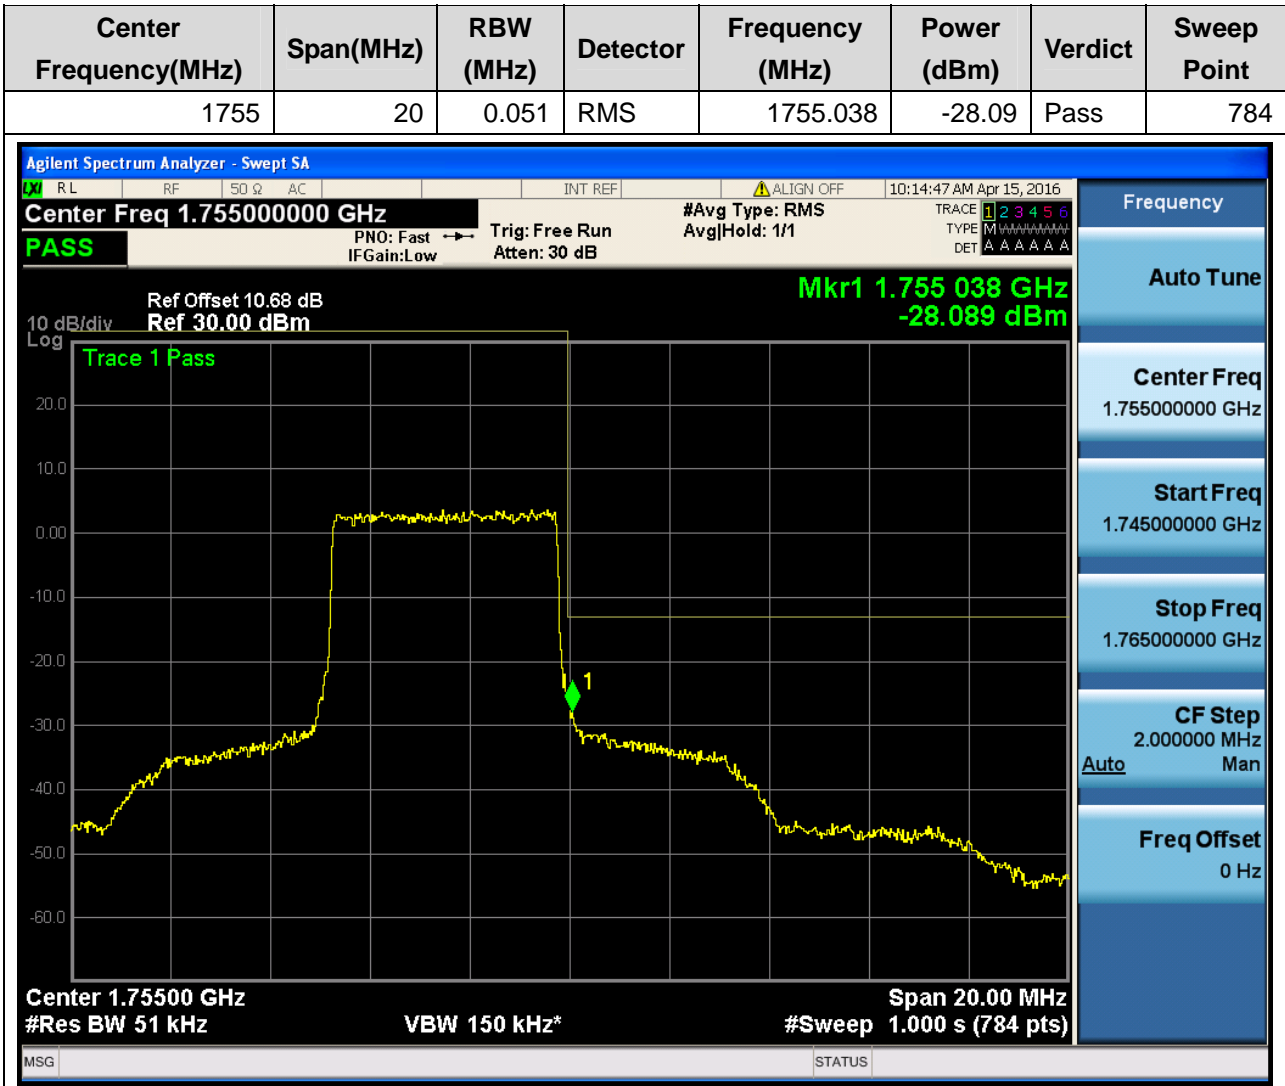 Center Frequency(MHz) Span(MHz) RBW (MHz) Detector Frequency (MHz) Power (dBm) Verdict Sweep Point
1755 20 0.051 RMS 1755.038 -28.09 Pass 784
Agilent Spectrum Analyzer - Swept SA
LXI RL RF 50 Ω AC INT REF ALIGN OFF 10:14:47 AM Apr 15, 2016
Center Freq 1.755000000 GHz
PASS
PNO: Fast
IFGain:Low
Trig: Free Run
Atten: 30 dB
#Avg Type: RMS
Avg|Hold: 1/1
TRACE 1 2 3 4 5 6
TYPE M WWWWW
DET A A A A A A
Mkr1 1.755 038 GHz
-28.089 dBm
Ref Offset 10.68 dB
10 dB/div Ref 30.00 dBm
Log
Trace 1 Pass
20.0
10.0
0.00
-10.0
-20.0
-30.0
-40.0
-50.0
-60.0
1
Center 1.75500 GHz Span 20.00 MHz
#Res BW 51 kHz VBW 150 kHz* #Sweep 1.000 s (784 pts)
MSG STATUS
Frequency
Auto Tune
Center Freq
1.755000000 GHz
Start Freq
1.745000000 GHz
Stop Freq
1.765000000 GHz
CF Step
2.000000 MHz
Auto Man
Freq Offset
0 Hz